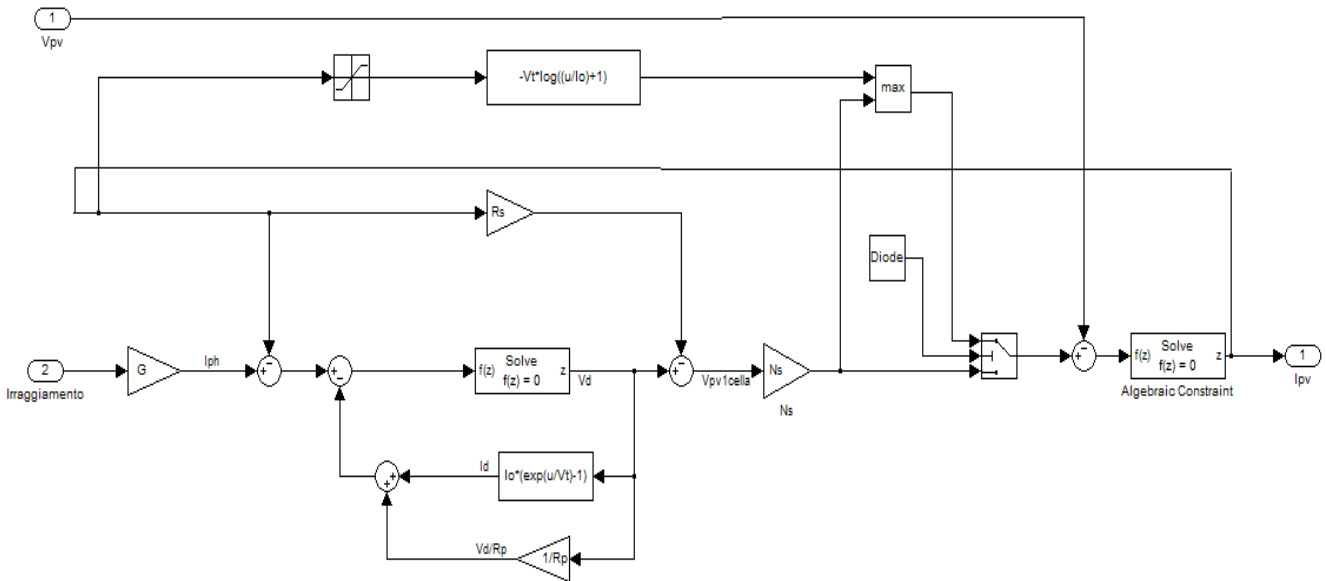 1
Vpv
-Vt*log((u/Io)+1)
max
Rs
Diode
2
Irraggiamento
G
Iph
f(z)
Solve
f(z) = 0
z
Vd
Vpv1cella
Ns
Ns
f(z)
Solve
f(z) = 0
z
Algebraic Constraint
1
Ipv
Id
Io*(exp(u/Vt)-1)
Vd/Rp
1/Rp